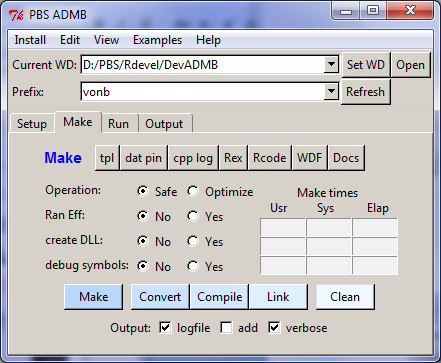 PBS ADMB
Install Edit View Examples Help
Current WD: D:/PBS/Rdevel/DevADMB Set WD Open
Prefix: vonb Refresh
Setup Make Run Output
Make tpl dat pin cpp log Rex Rcode WDF Docs
Operation: Safe Optimize Make times
Usr Sys Elap
Ran Eff: No Yes
create DLL: No Yes
debug symbols: No Yes
Make Convert Compile Link Clean
Output: logfile add verbose